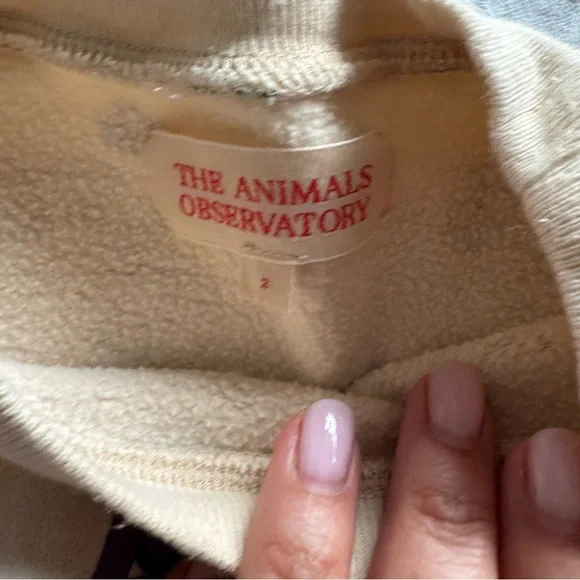 THE ANIMALS
OBSERVATORY
2